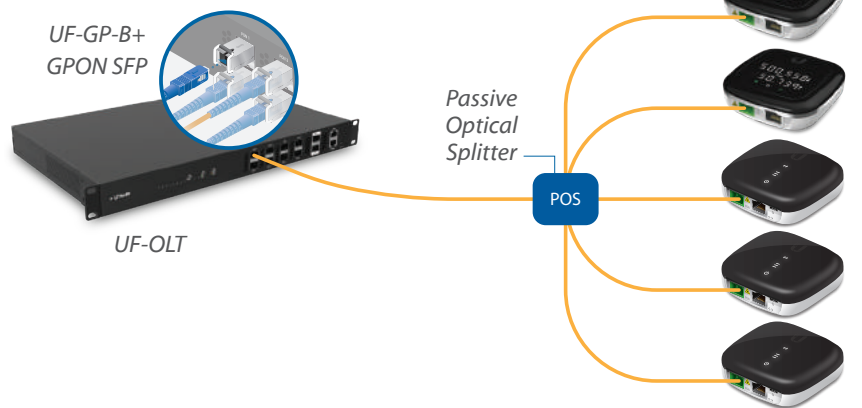 UF-GP-B+
GPON SFP
Passive
Optical
Splitter
POS
UF-OLT